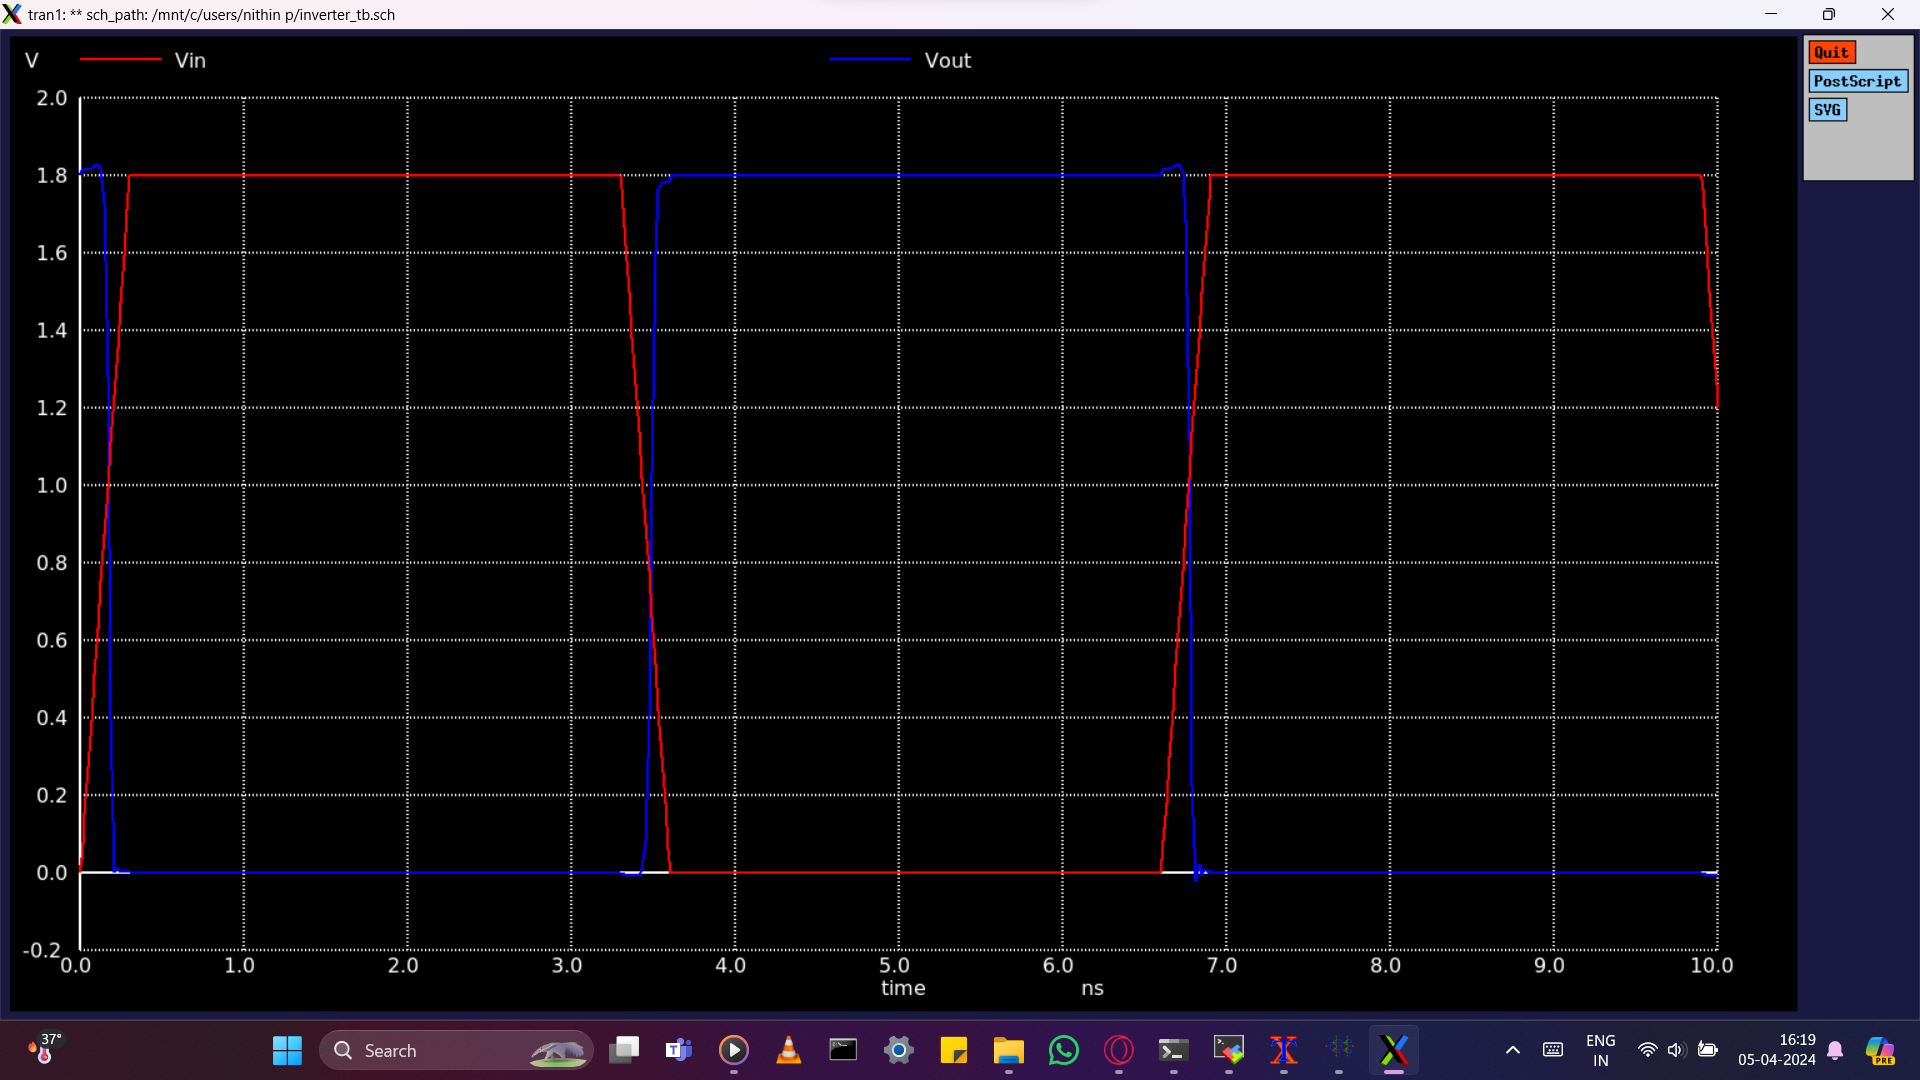 tran1: ** sch_path: /mnt/c/users/nithin p/inverter_tb.sch
V Vin Vout
Quit
PostScript
SVG
2.0
1.8
1.6
1.4
1.2
1.0
0.8
0.6
0.4
0.2
0.0
-0.2
0.0 1.0 2.0 3.0 4.0 5.0 6.0 7.0 8.0 9.0 10.0
time ns
37°
Search
PRE
ENG
IN
16:19
05-04-2024